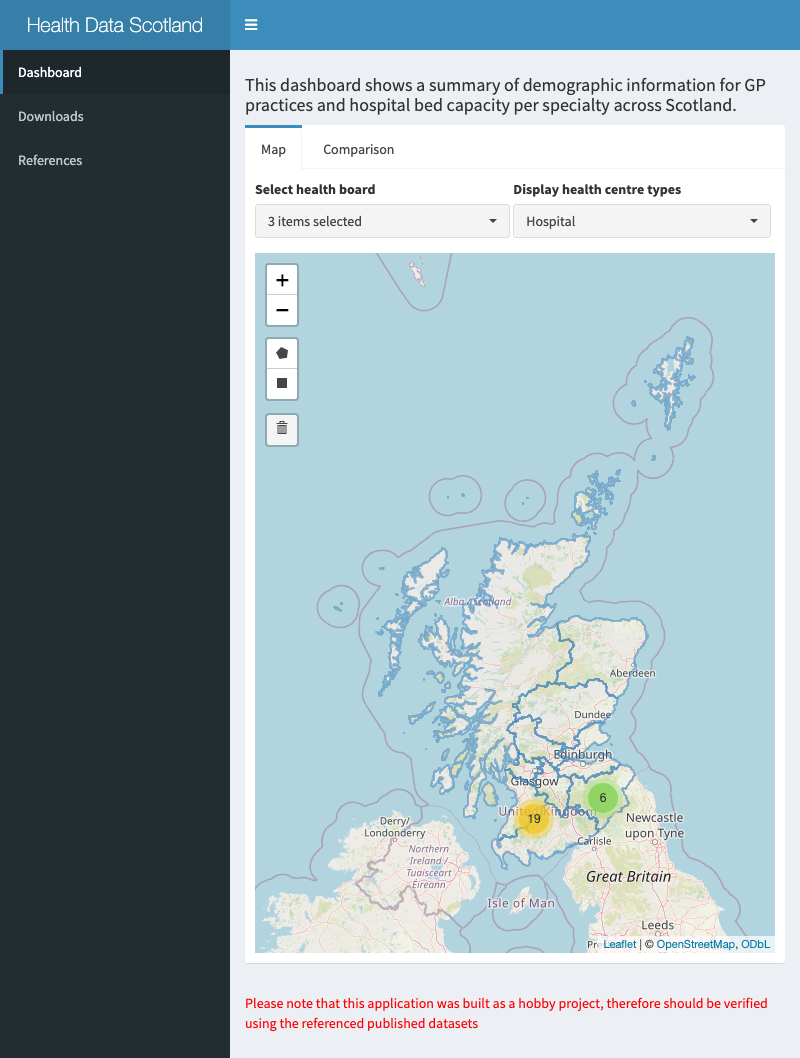 Health Data Scotland
Dashboard
Downloads
References
This dashboard shows a summary of demographic information for GP
practices and hospital bed capacity per specialty across Scotland.
Map
Comparison
Select health board
Display health centre types
3 items selected
Hospital
+
−
Alba / Scotland
Aberdeen
Dundee
Edinburgh
Glasgow
6
United Kingdom
19
Newcastle
upon Tyne
Derry/
Londonderry
Carlisle
Northern
Ireland /
Tuaisceart
Éireann
Great Britain
Isle of Man
Leeds
Leaflet | © OpenStreetMap, ODbL
Please note that this application was built as a hobby project, therefore should be verified
using the referenced published datasets